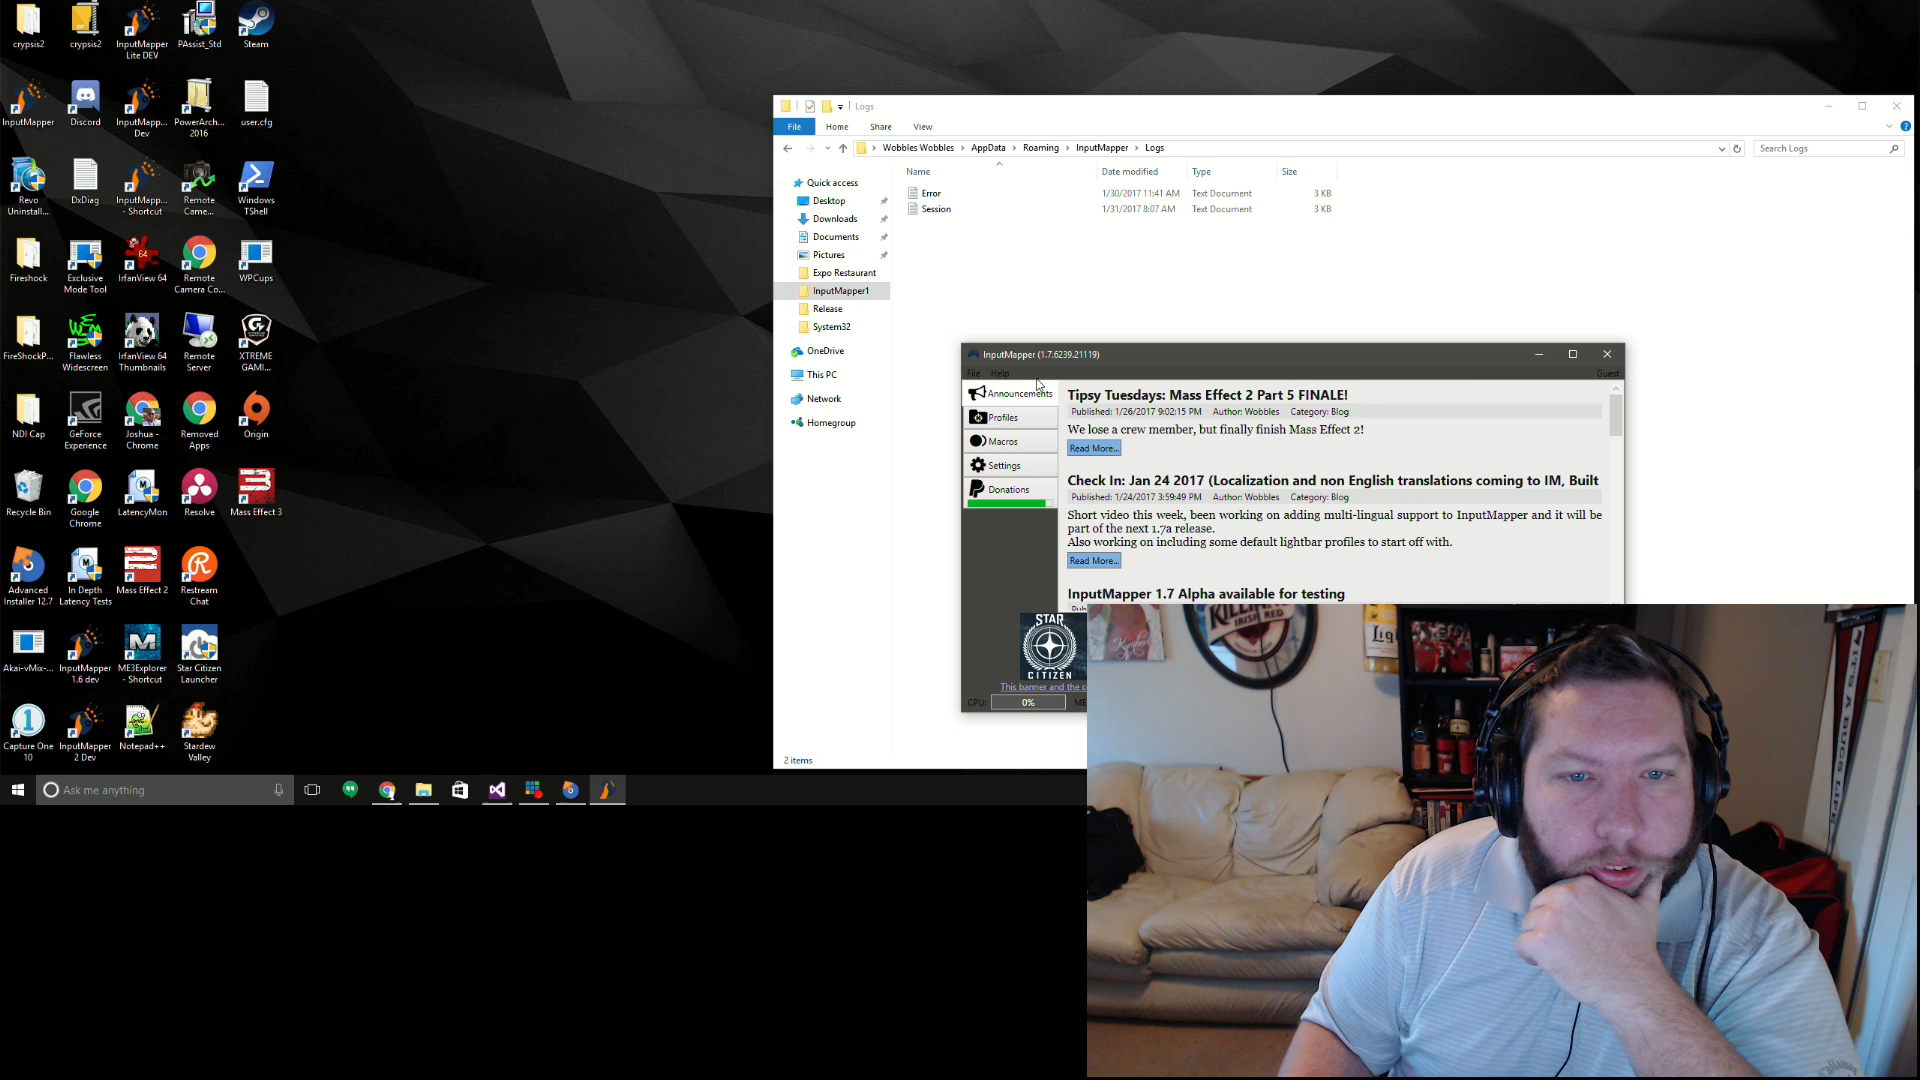 crypsis2
crypsis2
InputMapper Lite DEV
PAssist_Std
Steam
InputMapper
Discord
InputMapp... Dev
PowerArch... 2016
user.cfg
Revo Uninstall...
DxDiag
InputMapp... - Shortcut
Remote Came...
Windows TShell
Fireshock
Exclusive Mode Tool
IrfanView 64
Remote Camera Co...
WPCups
FireShockP...
Flawless Widescreen
IrfanView 64 Thumbnails
Remote Server
XTREME GAMI...
NDI Cap
GeForce Experience
Joshua - Chrome
Removed Apps
Origin
Recycle Bin
Google Chrome
LatencyMon
Resolve
Mass Effect 3
Advanced Installer 12.7
In Depth Latency Tests
Mass Effect 2
Restream Chat
Akai-vMix-...
InputMapper 1.6 dev
ME3Explorer - Shortcut
Star Citizen Launcher
Capture One 10
InputMapper 2 Dev
Notepad++
Stardew Valley
Ask me anything
Logs
File Home Share View
Wobbles Wobbles > AppData > Roaming > InputMapper > Logs
Search Logs
Name Date modified Type Size
Error 1/30/2017 11:41 AM Text Document 3 KB
Session 1/31/2017 8:07 AM Text Document 3 KB
Quick access
Desktop
Downloads
Documents
Pictures
Expo Restaurant
InputMapper1
Release
System32
OneDrive
This PC
Network
Homegroup
2 items
InputMapper (1.7.6239.21119)
File Help Guest
Announcements
Profiles
Macros
Settings
Donations
Tipsy Tuesdays: Mass Effect 2 Part 5 FINALE!
Published: 1/26/2017 9:02:15 PM Author: Wobbles Category: Blog
We lose a crew member, but finally finish Mass Effect 2!
Read More...
Check In: Jan 24 2017 (Localization and non English translations coming to IM, Built
Published: 1/24/2017 3:59:49 PM Author: Wobbles Category: Blog
Short video this week, been working on adding multi-lingual support to InputMapper and it will be
part of the next 1.7a release.
Also working on including some default lightbar profiles to start off with.
Read More...
InputMapper 1.7 Alpha available for testing
STAR
CITIZEN
This banner and the c
CPU: 0% ME
KILLIAN'S
IRISH RED
Kimberly
IT'S A BUCS LIFE